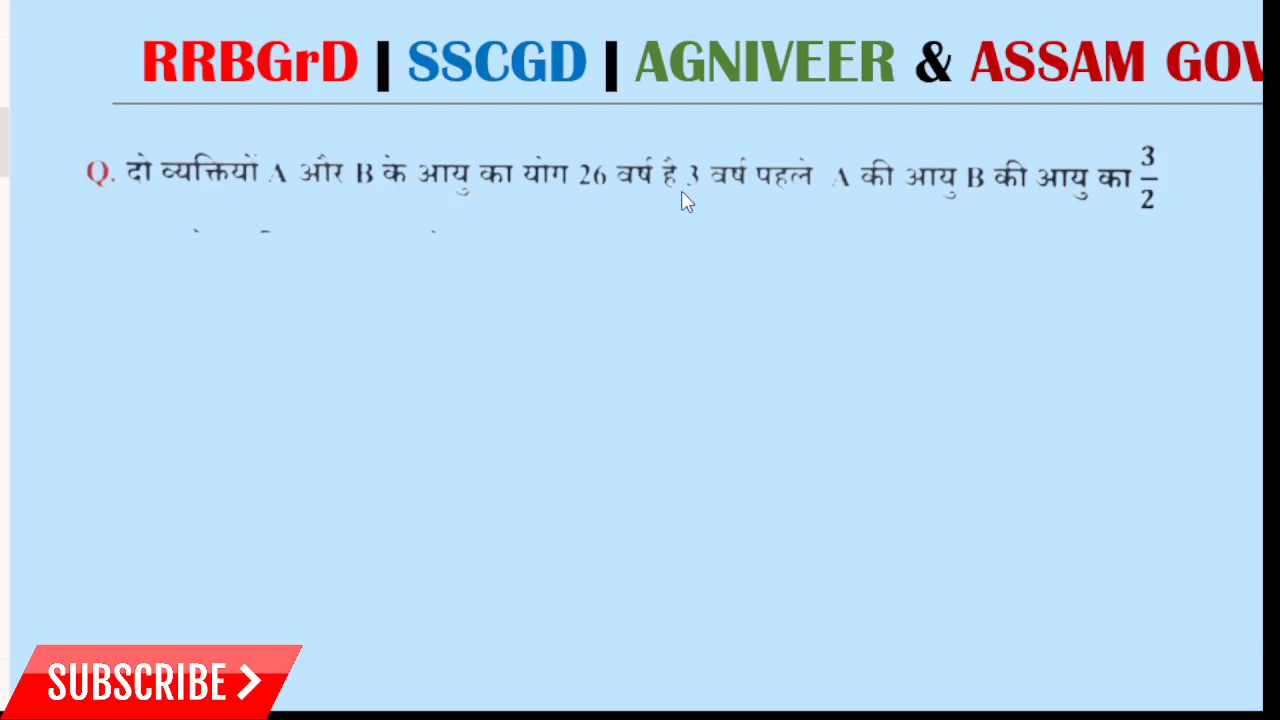 RRBGrD | SSCGD | AGNIVEER & ASSAM GOV
Q. दो व्यक्तियों A और B के आयु का योग 26 वर्ष है 3 वर्ष पहले A की आयु B की आयु का 3/2
SUBSCRIBE